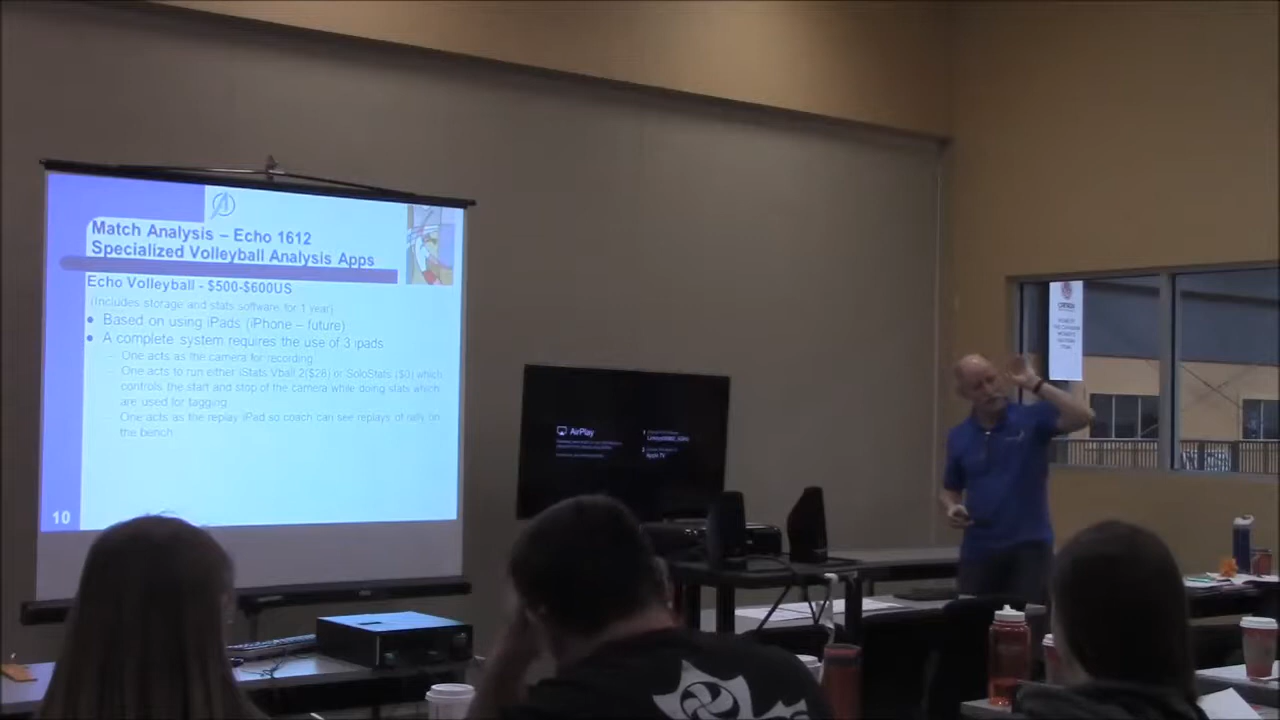 Match Analysis – Echo 1612
Specialized Volleyball Analysis Apps
Echo Volleyball - $500-$600US
(Includes storage and stats software for 1 year)
● Based on using iPads (iPhone – future)
● A complete system requires the use of 3 ipads
– One acts as the camera for recording
– One acts to run either iStats Vball 2($28) or SoloStats ($0) which
controls the start and stop of the camera while doing stats which
are used for tagging
– One acts as the replay iPad so coach can see replays of rally on
the bench
10
AirPlay
Apple TV